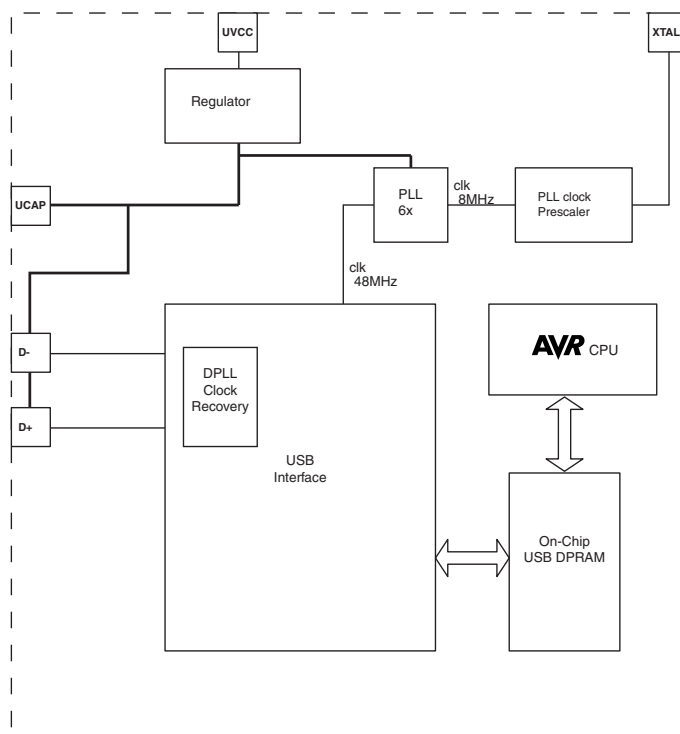 UVCC
XTAL
Regulator
UCAP
PLL
6x
clk
8MHz
PLL clock
Prescaler
clk
48MHz
D-
DPLL
Clock
Recovery
AVR CPU
D+
USB
Interface
On-Chip
USB DPRAM